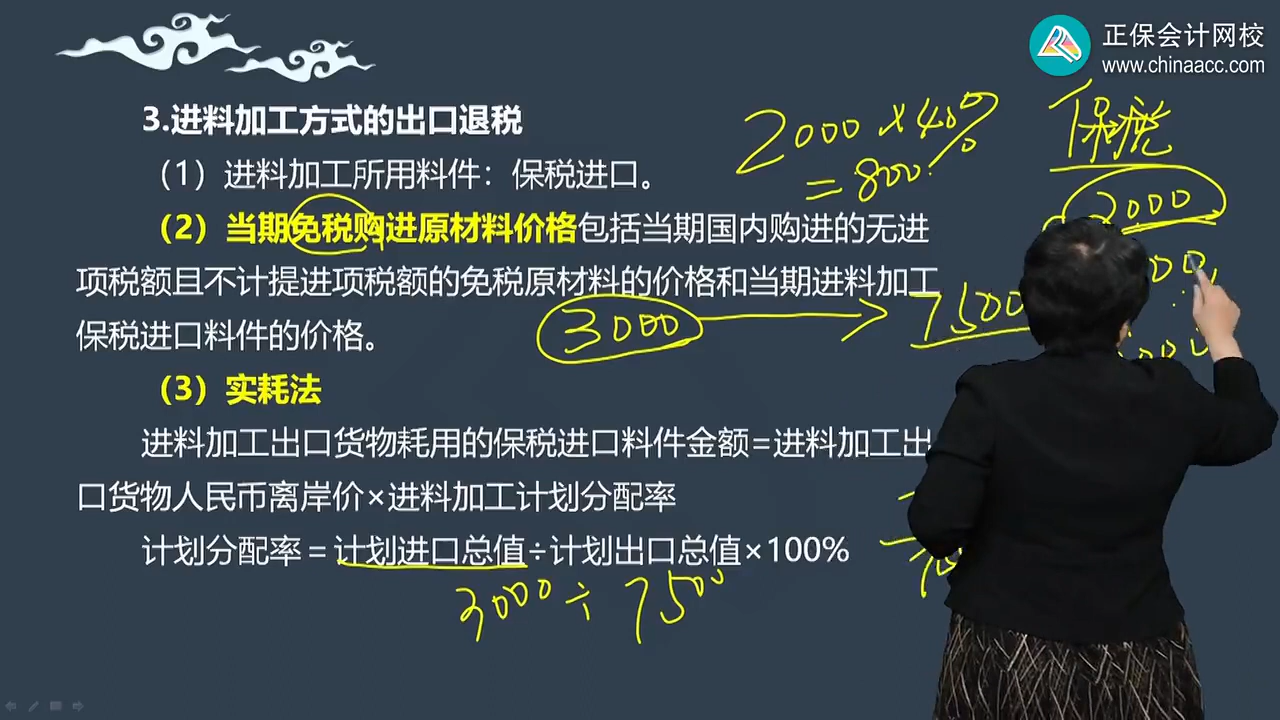 正保会计网校
www.chinaacc.com
3.进料加工方式的出口退税
（1）进料加工所用料件：保税进口。
（2）当期免税购进原材料价格包括当期国内购进的无进
项税额且不计提进项税额的免税原材料的价格和当期进料加工
保税进口料件的价格。
（3）实耗法
进料加工出口货物耗用的保税进口料件金额=进料加工出
口货物人民币离岸价×进料加工计划分配率
计划分配率＝计划进口总值÷计划出口总值×100%
2000×40%
=800.
保税
2000
3000
7500
3000÷7500